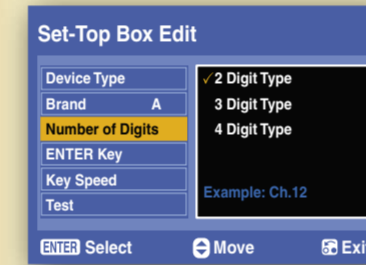 Set-Top Box Edit
Device Type
Brand A
Number of Digits
ENTER Key
Key Speed
Test
✓2 Digit Type
3 Digit Type
4 Digit Type
Example: Ch.12
ENTER Select Move Exit